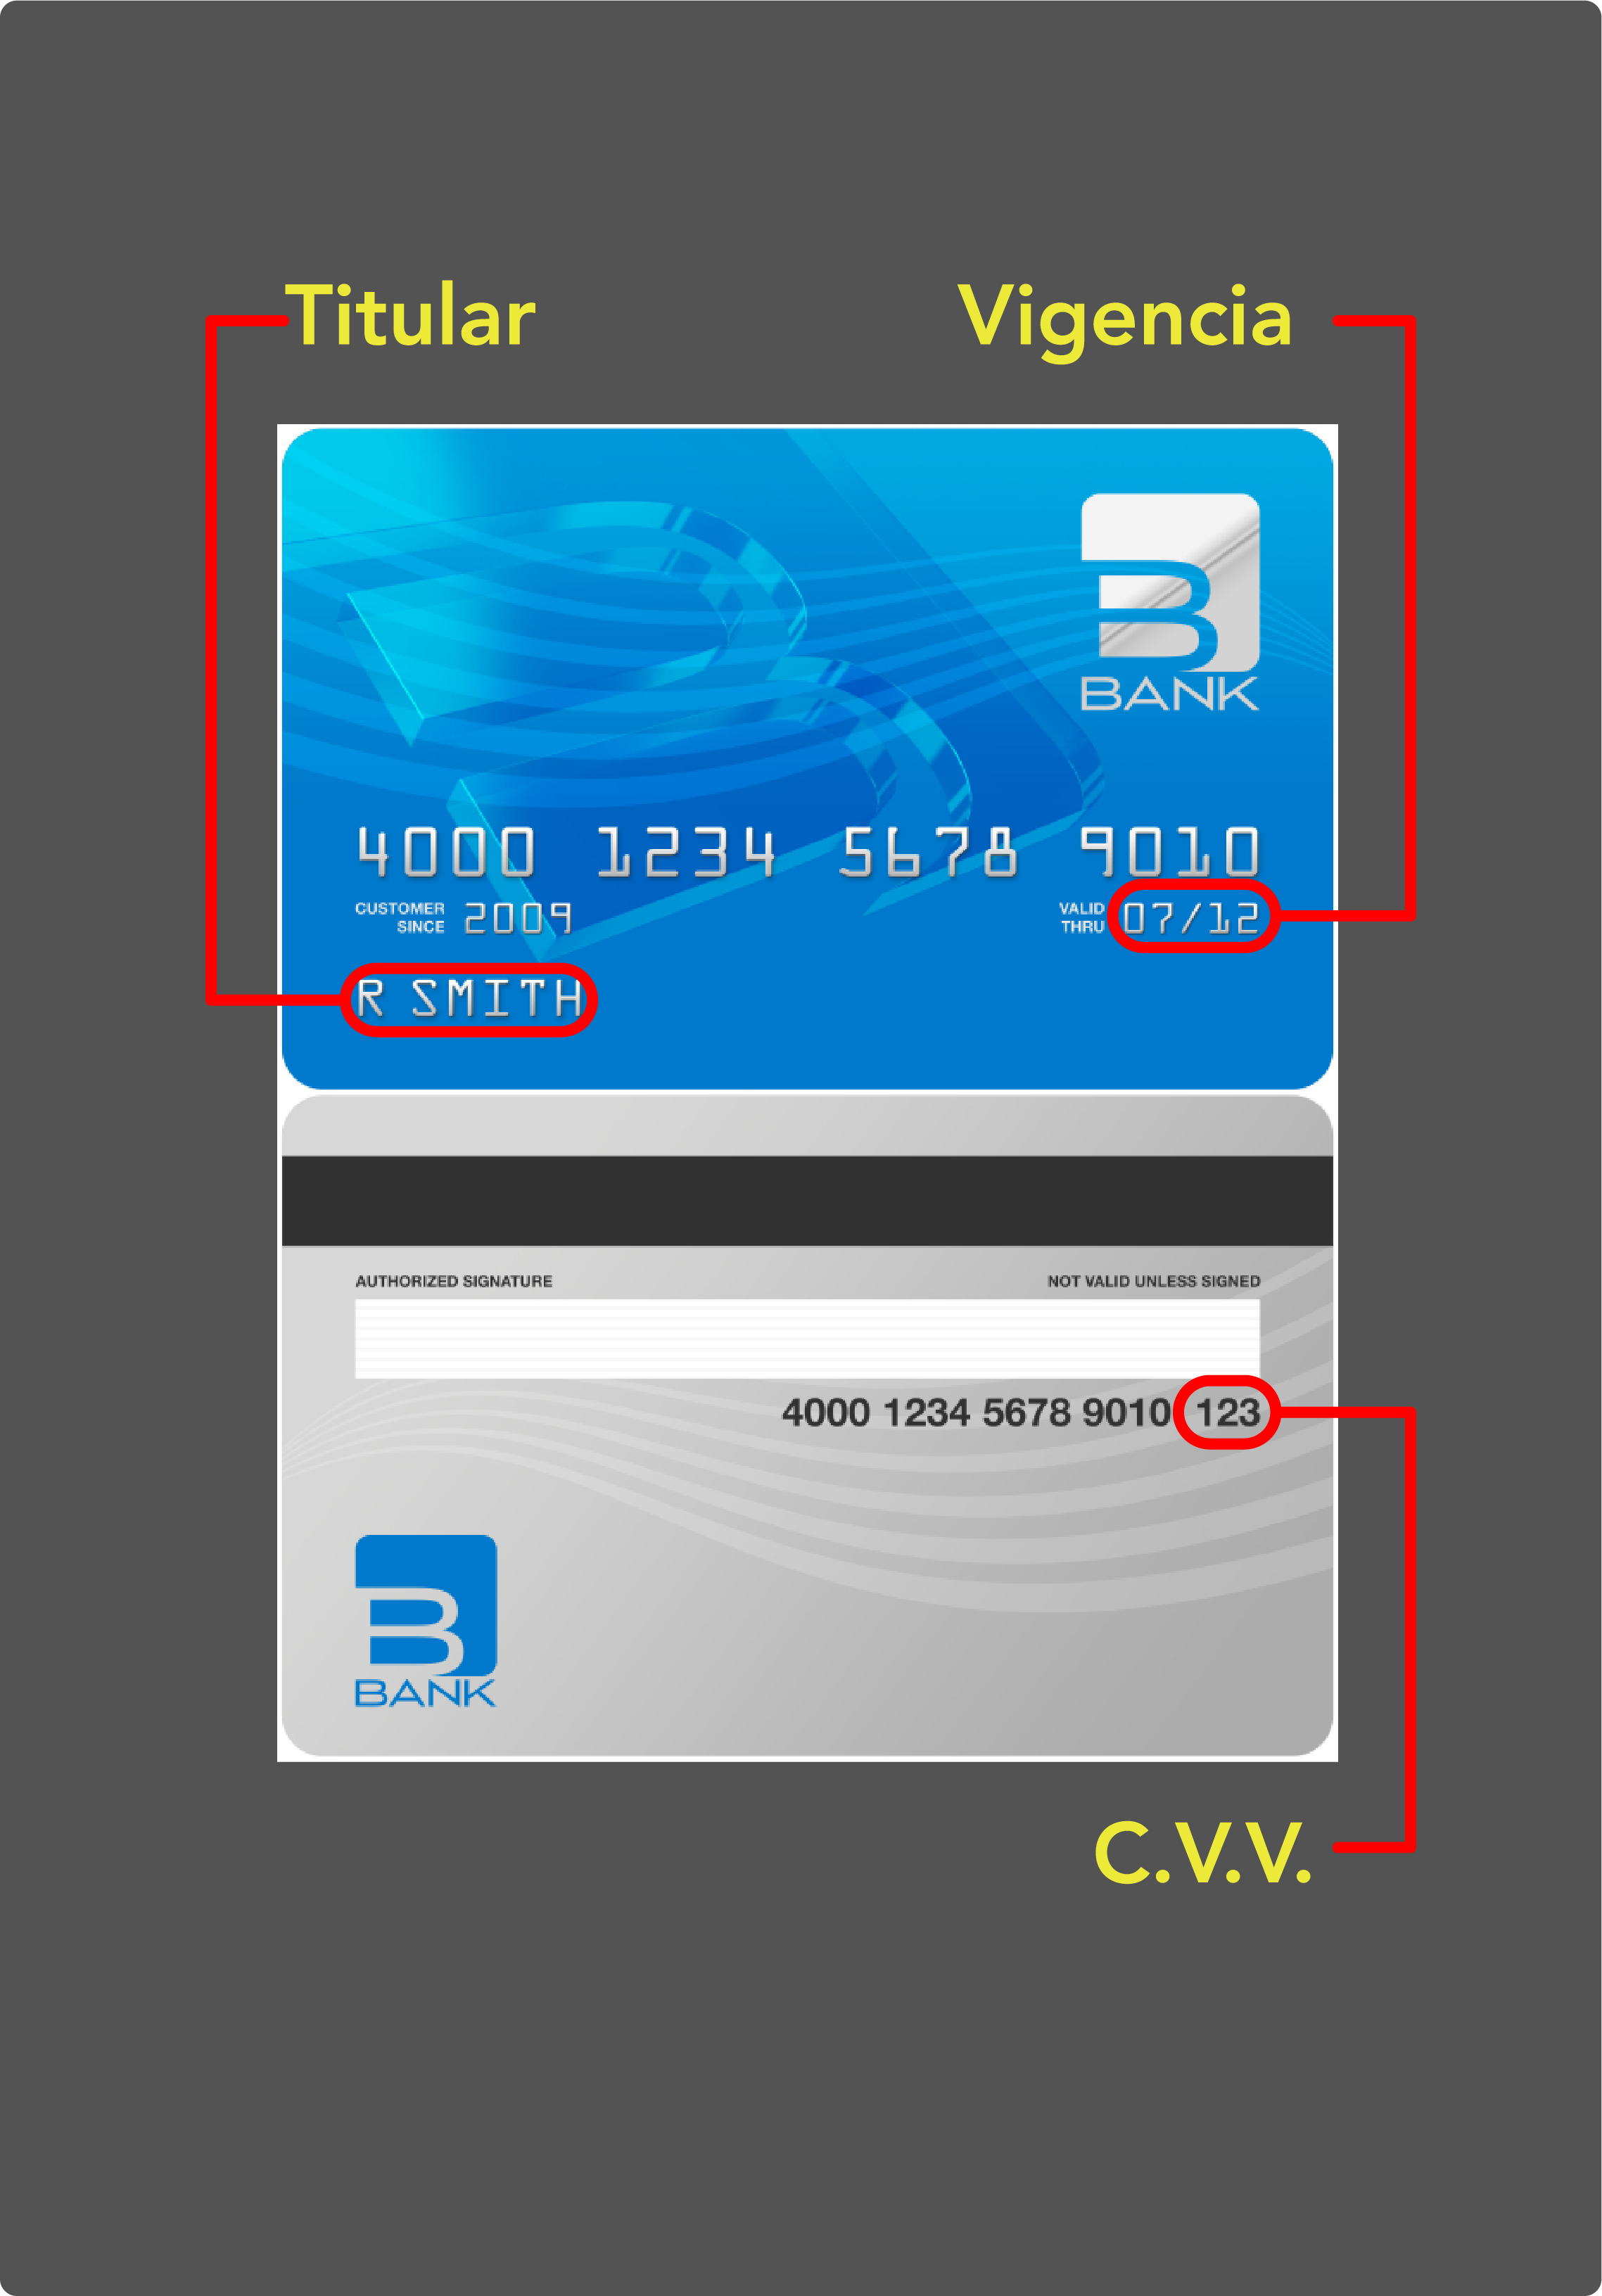 Titular Vigencia
BANK
4000 1234 5678 9010
CUSTOMER SINCE 2009 VALID THRU 07/12
R SMITH
AUTHORIZED SIGNATURE NOT VALID UNLESS SIGNED
4000 1234 5678 9010 123
BANK
C.V.V.